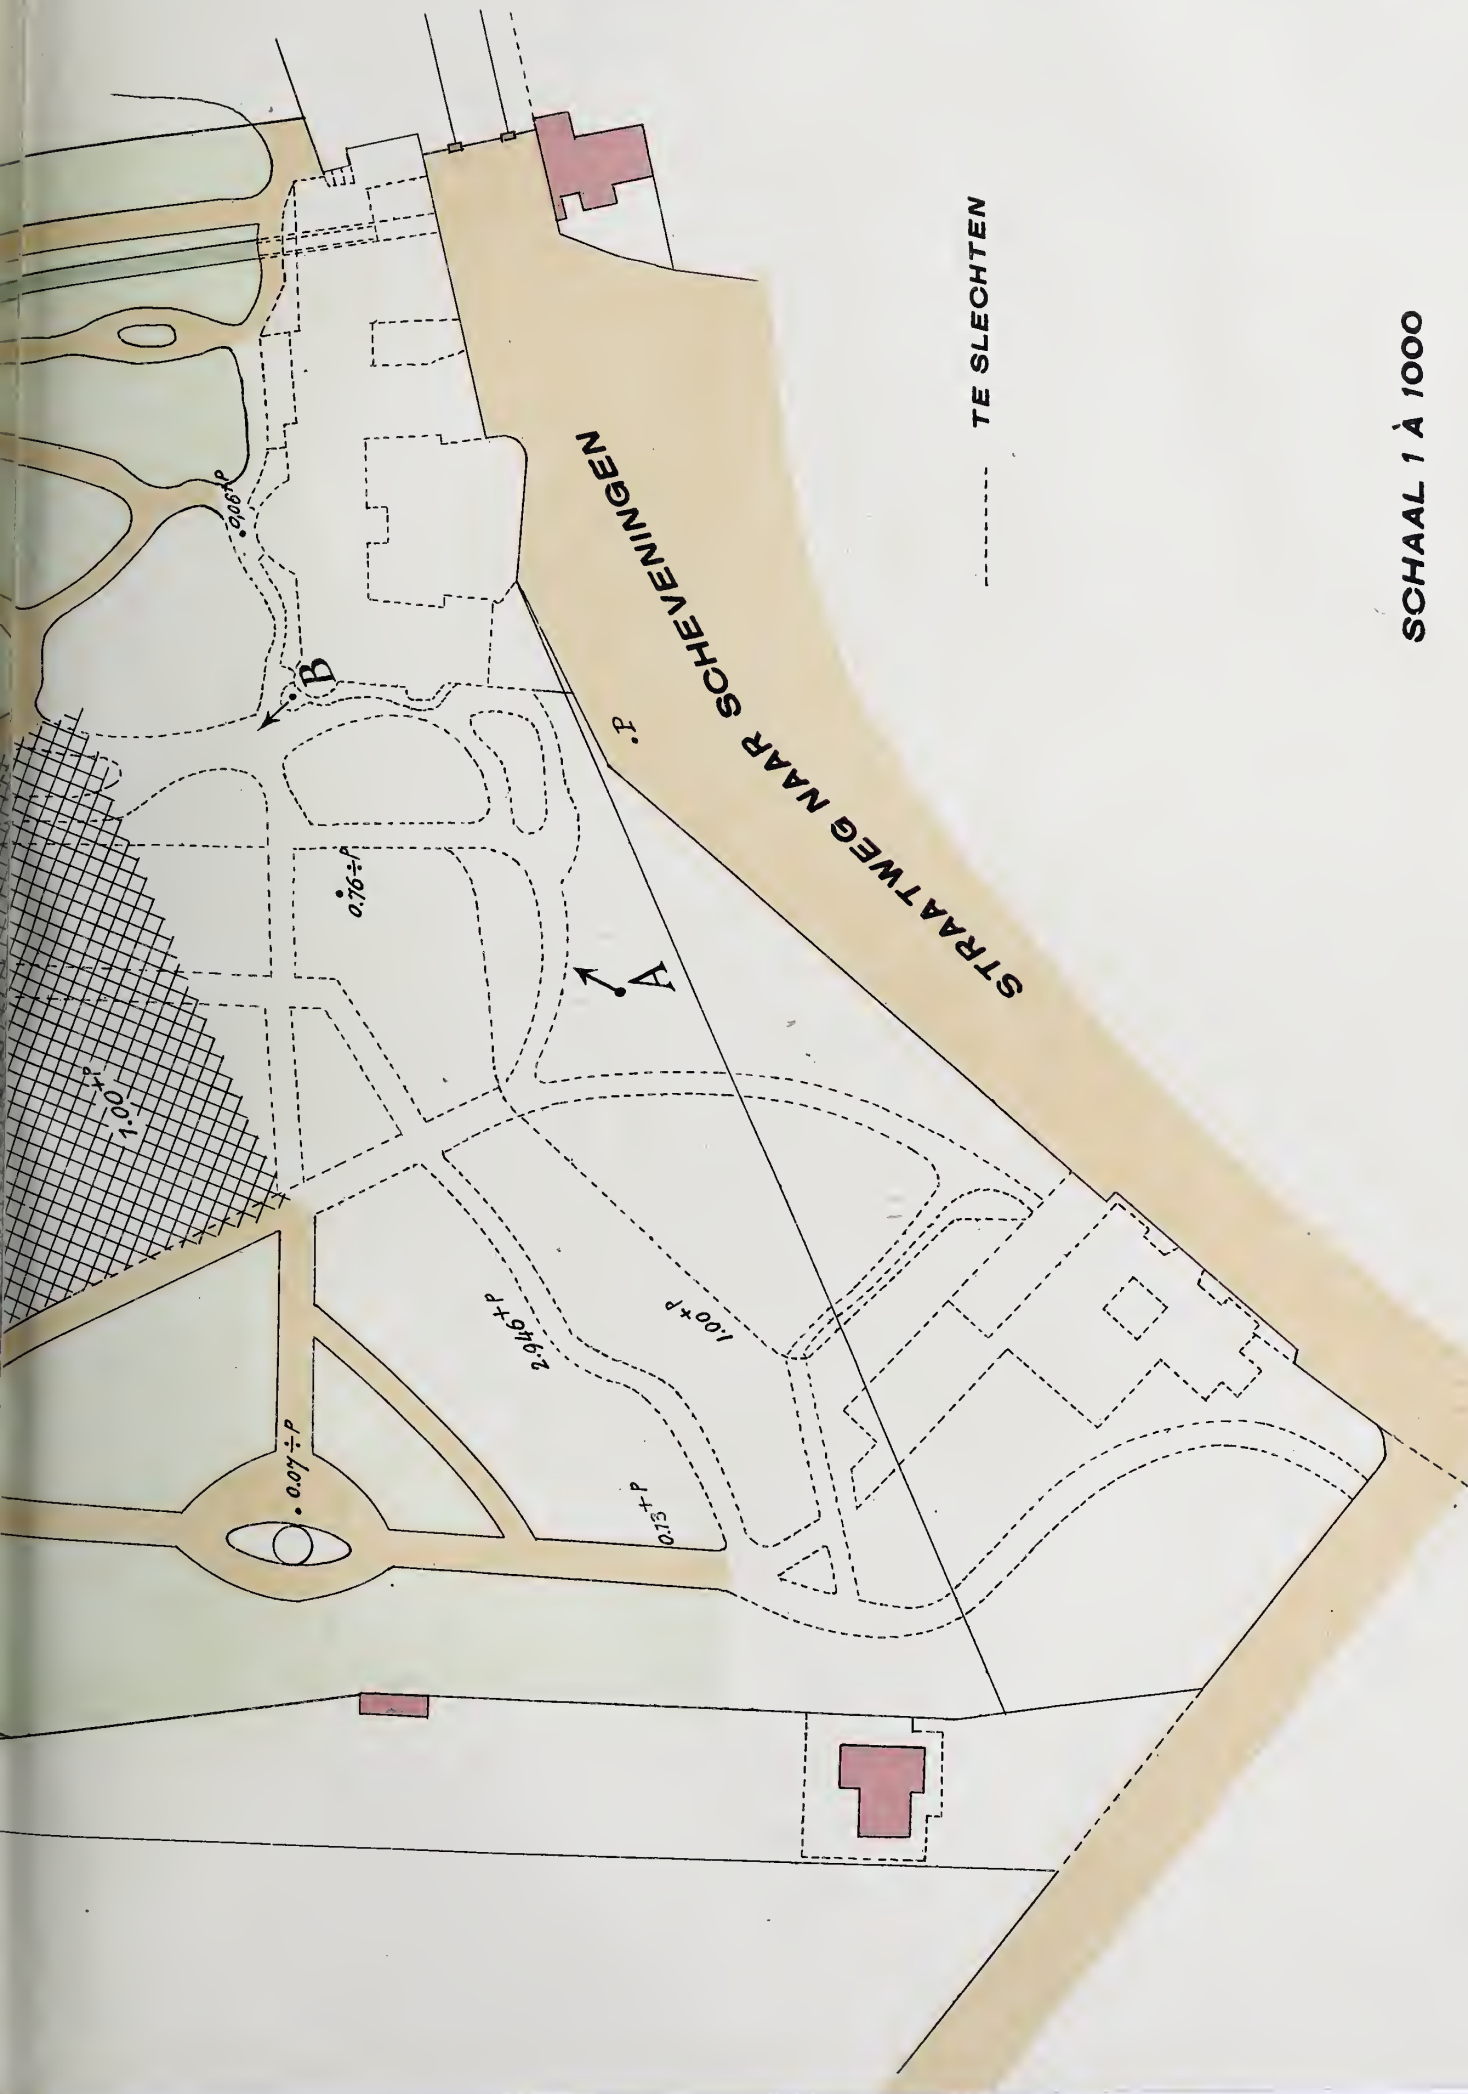 0,06+P
B
.P
STRAATWEG NAAR SCHEVENINGEN
TE SLECHTEN
SCHAAL 1 À 1000
0.76÷P
A
1.00+P
2.946+P
1.00+P
0.07÷P
0.73+P